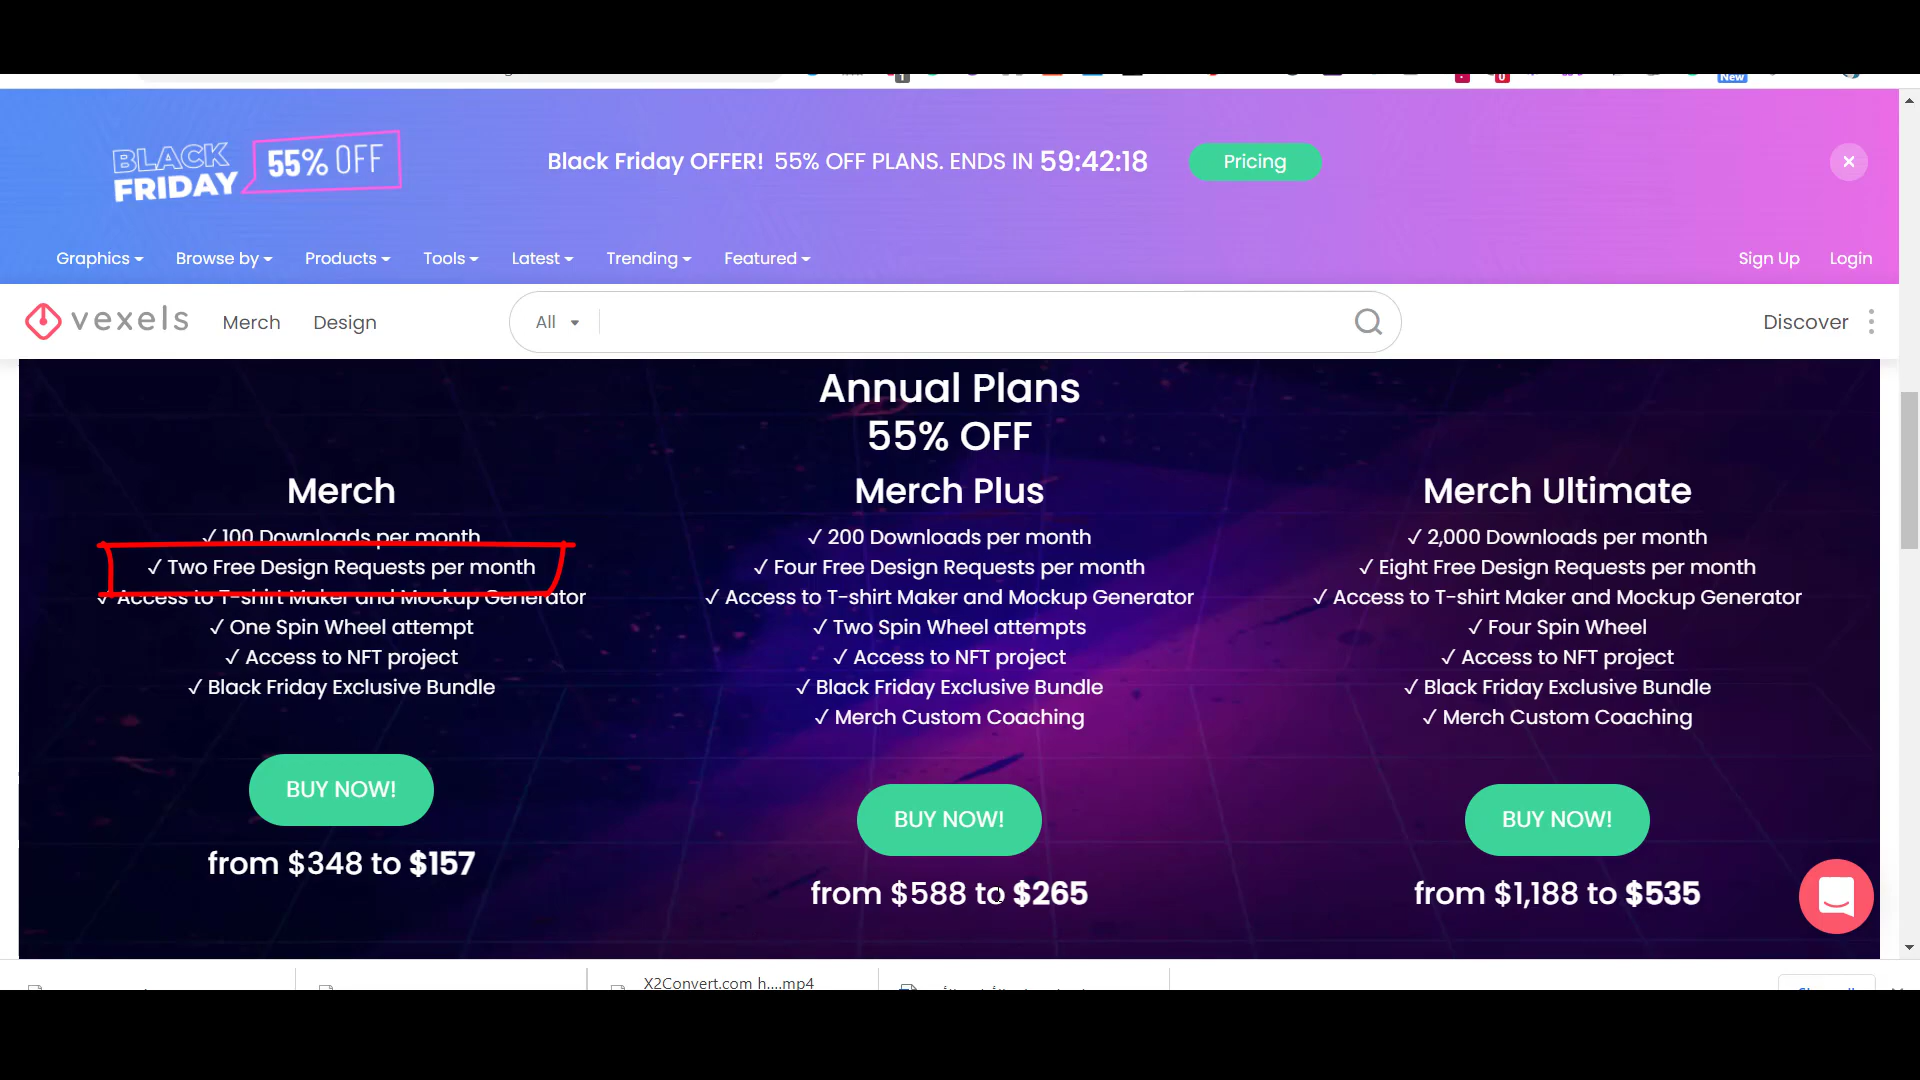 New
BLACK
FRIDAY
55% OFF
Black Friday OFFER! 55% OFF PLANS. ENDS IN 59:42:18
Pricing
Graphics Browse by Products Tools Latest Trending Featured Sign Up Login
vexels Merch Design All Discover
Annual Plans
55% OFF
Merch
✓ 100 Downloads per month
✓ Two Free Design Requests per month
✓ Access to T-shirt Maker and Mockup Generator
✓ One Spin Wheel attempt
✓ Access to NFT project
✓ Black Friday Exclusive Bundle
BUY NOW!
from $348 to $157
Merch Plus
✓ 200 Downloads per month
✓ Four Free Design Requests per month
✓ Access to T-shirt Maker and Mockup Generator
✓ Two Spin Wheel attempts
✓ Access to NFT project
✓ Black Friday Exclusive Bundle
✓ Merch Custom Coaching
BUY NOW!
from $588 to $265
Merch Ultimate
✓ 2,000 Downloads per month
✓ Eight Free Design Requests per month
✓ Access to T-shirt Maker and Mockup Generator
✓ Four Spin Wheel
✓ Access to NFT project
✓ Black Friday Exclusive Bundle
✓ Merch Custom Coaching
BUY NOW!
from $1,188 to $535
X2Convert.com h....mp4